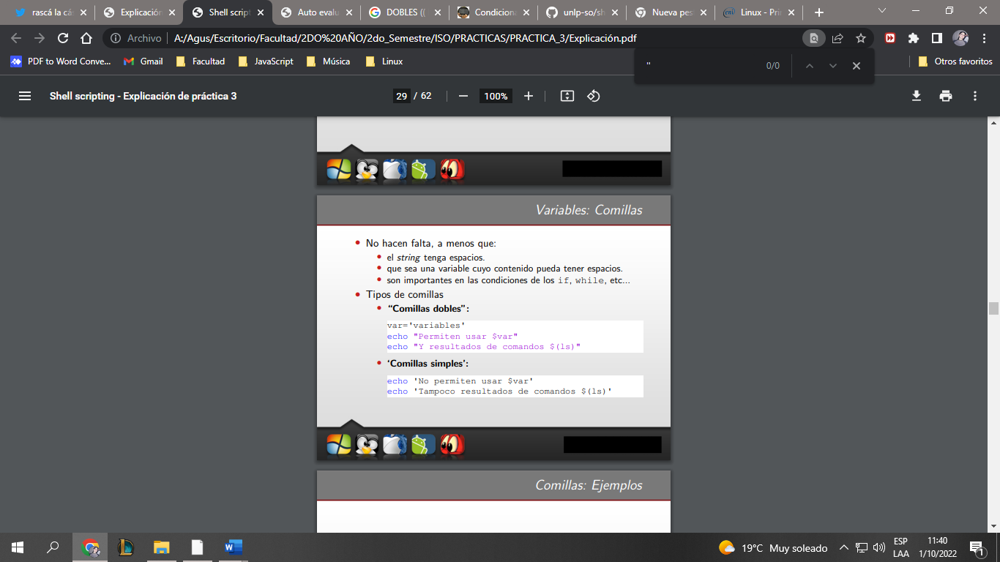 rascá la cás
Explicación
Shell script
Auto evalu
DOBLES ((
Condiciona
unlp-so/sh
Nueva pes
Linux - Prin
Archivo
A:/Agus/Escritorio/Facultad/2DO%20AÑO/2do_Semestre/ISO/PRACTICAS/PRACTICA_3/Explicación.pdf
PDF to Word Conve...
Gmail
Facultad
JavaScript
Música
Linux
"
0/0
Otros favoritos
Shell scripting - Explicación de práctica 3
29 / 62
100%
Variables: Comillas
• No hacen falta, a menos que:
• el string tenga espacios.
• que sea una variable cuyo contenido pueda tener espacios.
• son importantes en las condiciones de los if, while, etc...
• Tipos de comillas
• “Comillas dobles”:
var='variables'
echo "Permiten usar $var"
echo "Y resultados de comandos $(ls)"
• ‘Comillas simples’:
echo 'No permiten usar $var'
echo 'Tampoco resultados de comandos $(ls)'
Comillas: Ejemplos
19°C Muy soleado
ESP
LAA
11:40
1/10/2022
1